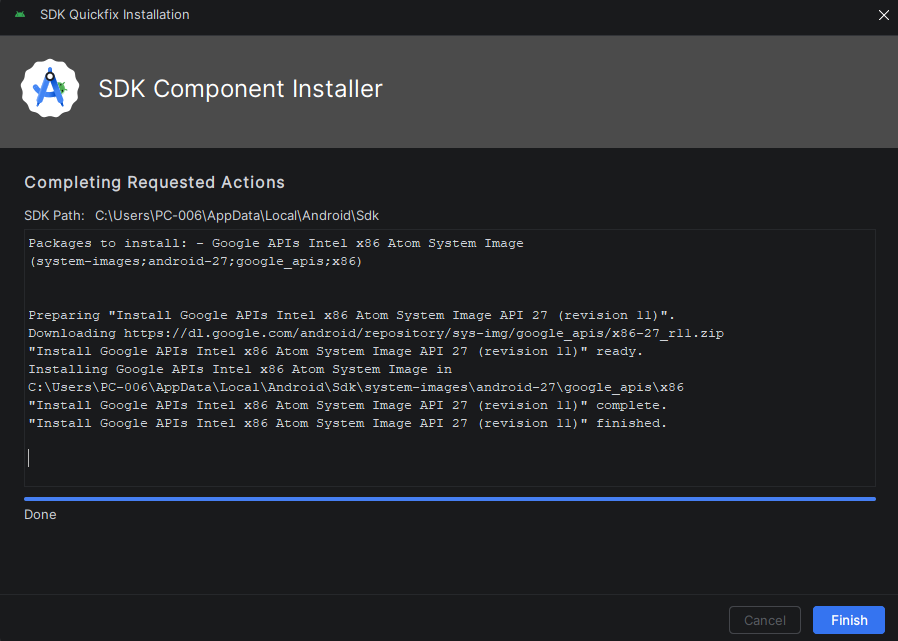 SDK Quickfix Installation
SDK Component Installer
Completing Requested Actions
SDK Path: C:\Users\PC-006\AppData\Local\Android\Sdk
Packages to install: - Google APIs Intel x86 Atom System Image
(system-images;android-27;google_apis;x86)
Preparing "Install Google APIs Intel x86 Atom System Image API 27 (revision 11)".
Downloading https://dl.google.com/android/repository/sys-img/google_apis/x86-27_r11.zip
"Install Google APIs Intel x86 Atom System Image API 27 (revision 11)" ready.
Installing Google APIs Intel x86 Atom System Image in
C:\Users\PC-006\AppData\Local\Android\Sdk\system-images\android-27\google_apis\x86
"Install Google APIs Intel x86 Atom System Image API 27 (revision 11)" complete.
"Install Google APIs Intel x86 Atom System Image API 27 (revision 11)" finished.
Done
Cancel Finish